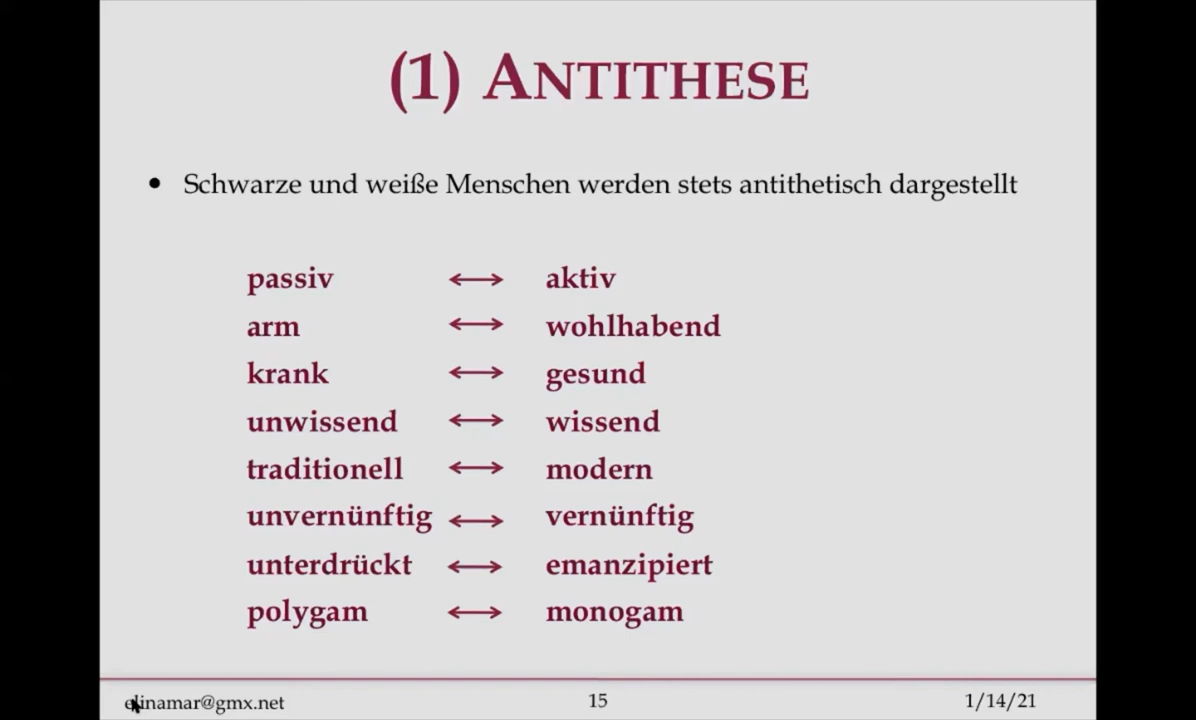 (1) ANTITHESE
• Schwarze und weiße Menschen werden stets antithetisch dargestellt
passiv ↔ aktiv
arm ↔ wohlhabend
krank ↔ gesund
unwissend ↔ wissend
traditionell ↔ modern
unvernünftig ↔ vernünftig
unterdrückt ↔ emanzipiert
polygam ↔ monogam
elinamar@gmx.net 15 1/14/21